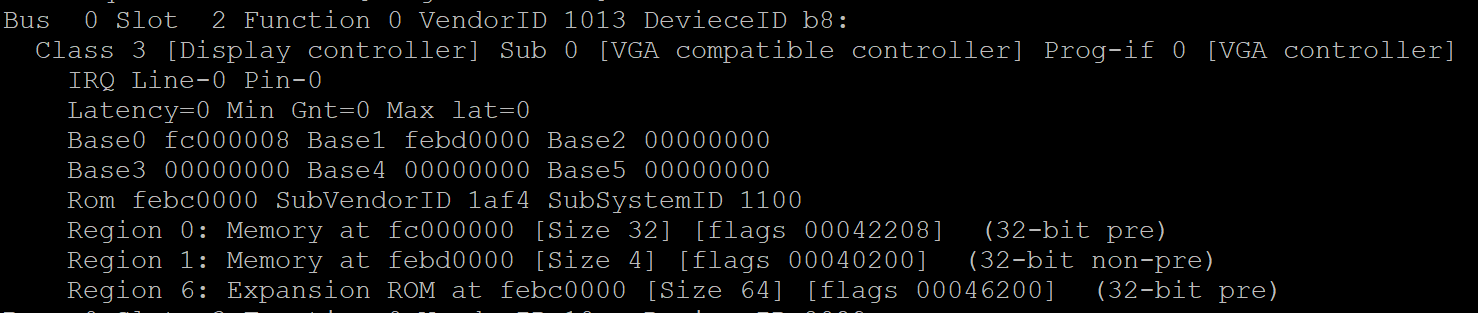 Bus  0 Slot  2 Function 0 VendorID 1013 DevieceID b8:
  Class 3 [Display controller] Sub 0 [VGA compatible controller] Prog-if 0 [VGA controller]
    IRQ Line-0 Pin-0
    Latency=0 Min Gnt=0 Max lat=0
    Base0 fc000008 Base1 febd0000 Base2 00000000
    Base3 00000000 Base4 00000000 Base5 00000000
    Rom febc0000 SubVendorID 1af4 SubSystemID 1100
    Region 0: Memory at fc000000 [Size 32] [flags 00042208]  (32-bit pre)
    Region 1: Memory at febd0000 [Size 4] [flags 00040200]  (32-bit non-pre)
    Region 6: Expansion ROM at febc0000 [Size 64] [flags 00046200]  (32-bit pre)